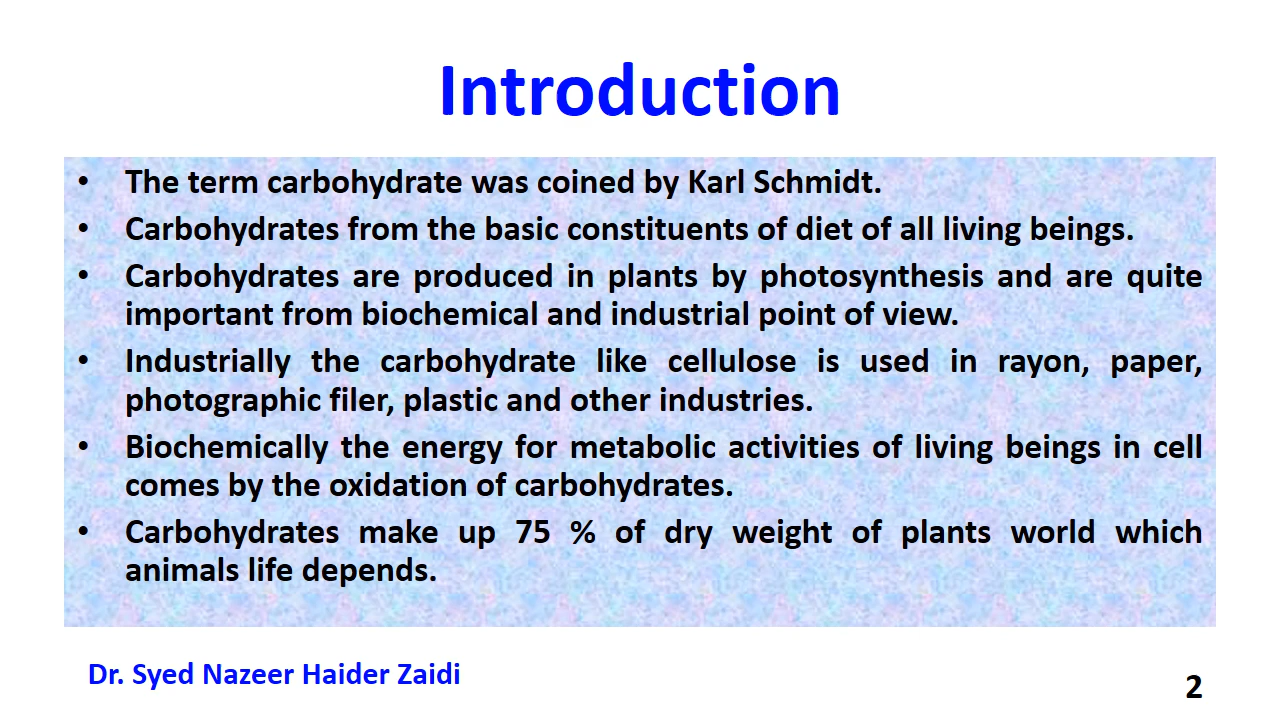 Introduction
• The term carbohydrate was coined by Karl Schmidt.
• Carbohydrates from the basic constituents of diet of all living beings.
• Carbohydrates are produced in plants by photosynthesis and are quite
important from biochemical and industrial point of view.
• Industrially the carbohydrate like cellulose is used in rayon, paper,
photographic filer, plastic and other industries.
• Biochemically the energy for metabolic activities of living beings in cell
comes by the oxidation of carbohydrates.
• Carbohydrates make up 75 % of dry weight of plants world which
animals life depends.
Dr. Syed Nazeer Haider Zaidi
2